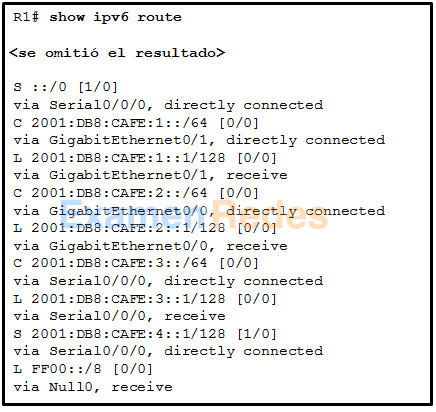 R1# show ipv6 route
<se omitió el resultado>
S ::/0 [1/0]
via Serial0/0/0, directly connected
C 2001:DB8:CAFE:1::/64 [0/0]
via GigabitEthernet0/1, directly connected
L 2001:DB8:CAFE:1::1/128 [0/0]
via GigabitEthernet0/1, receive
C 2001:DB8:CAFE:2::/64 [0/0]
via GigabitEthernet0/0, directly connected
ExamenRedes
L 2001:DB8:CAFE:2::1/128 [0/0]
via GigabitEthernet0/0, receive
C 2001:DB8:CAFE:3::/64 [0/0]
via Serial0/0/0, directly connected
L 2001:DB8:CAFE:3::1/128 [0/0]
via Serial0/0/0, receive
S 2001:DB8:CAFE:4::1/128 [1/0]
via Serial0/0/0, directly connected
L FF00::/8 [0/0]
via Null0, receive